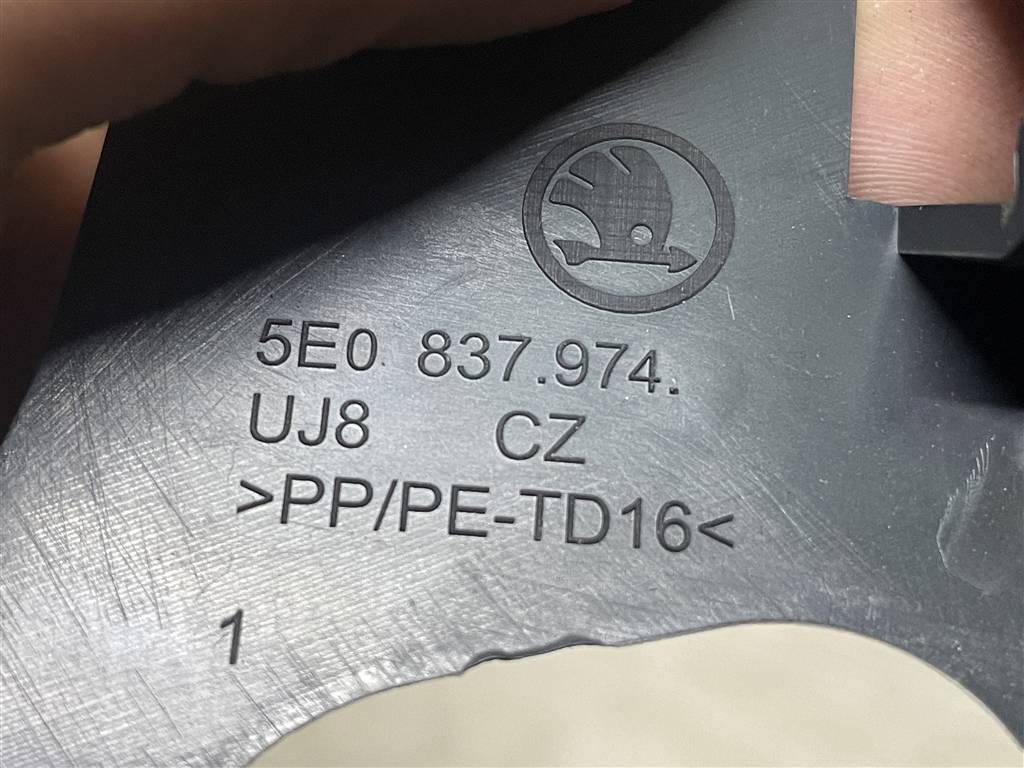 5E0 837.974.
UJ8 CZ
>PP/PE-TD16<
1